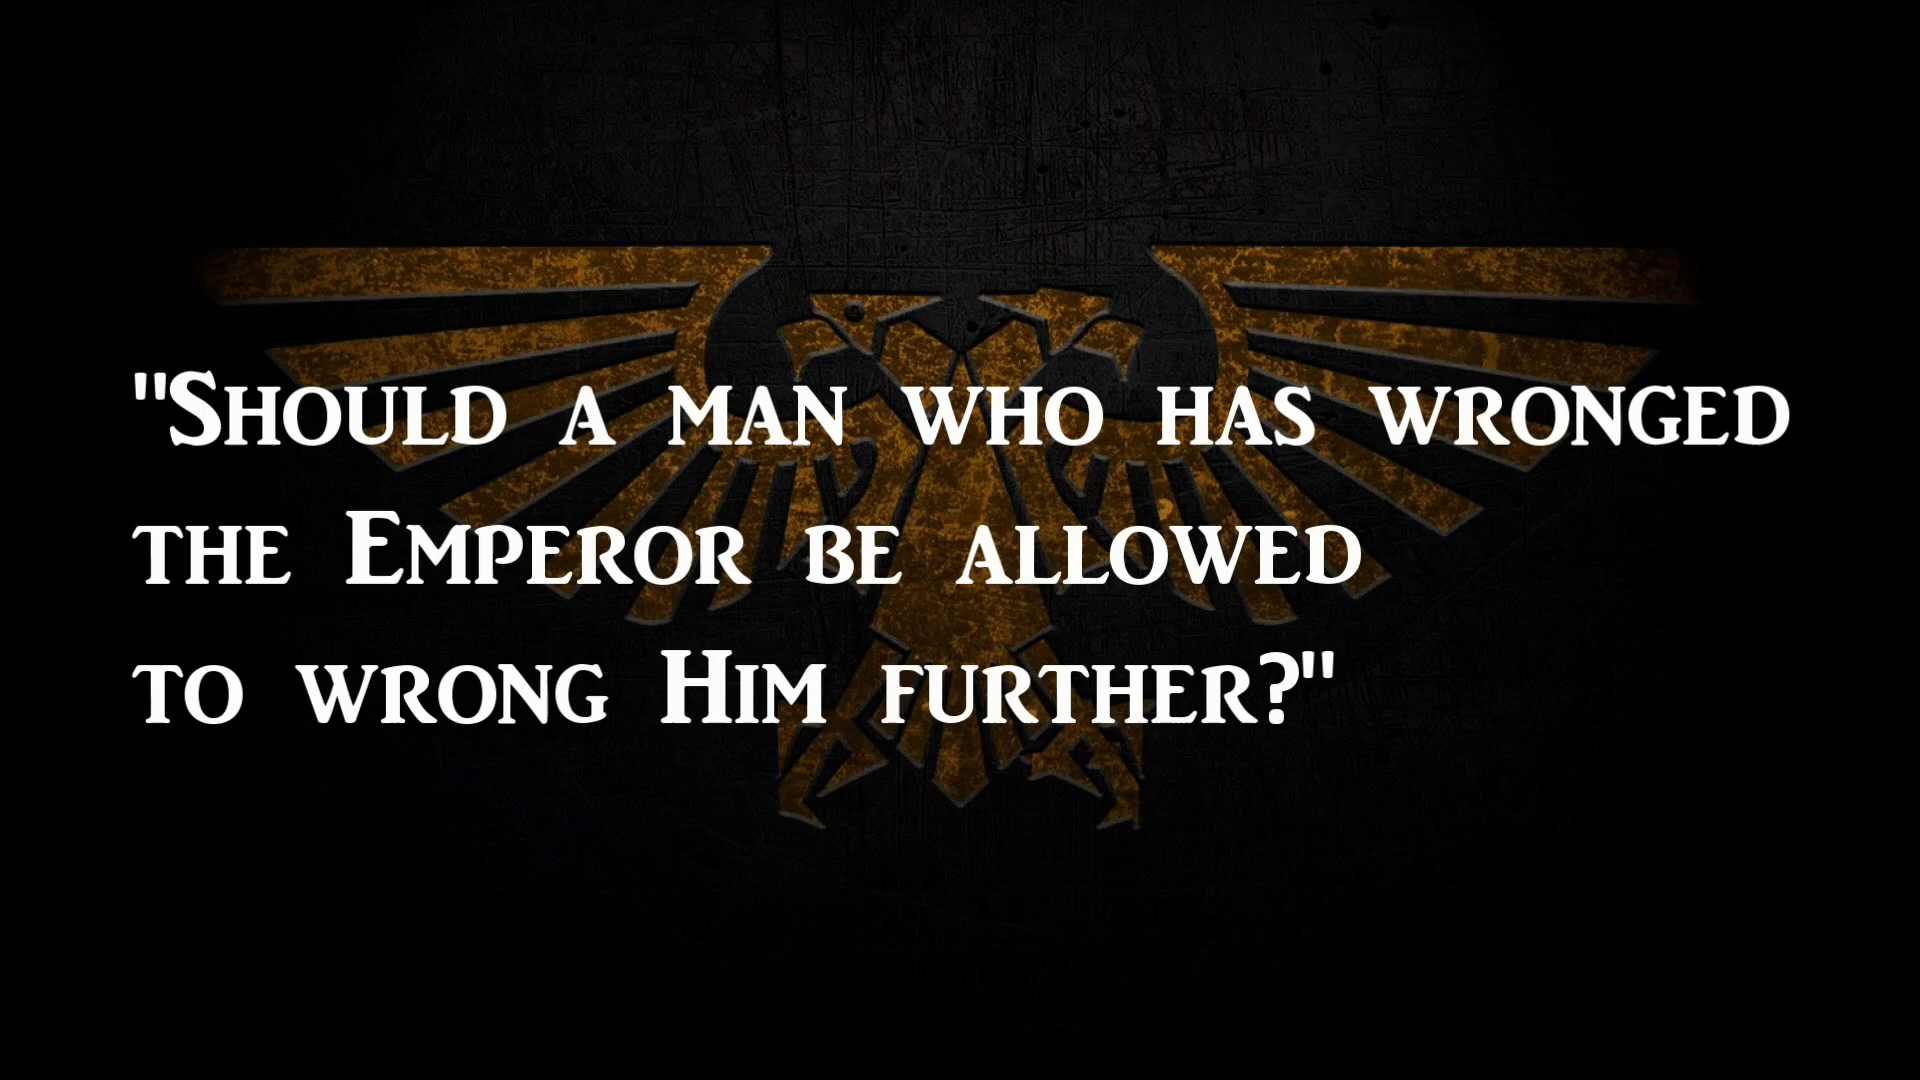 "Should a man who has wronged
the Emperor be allowed
to wrong Him further?"